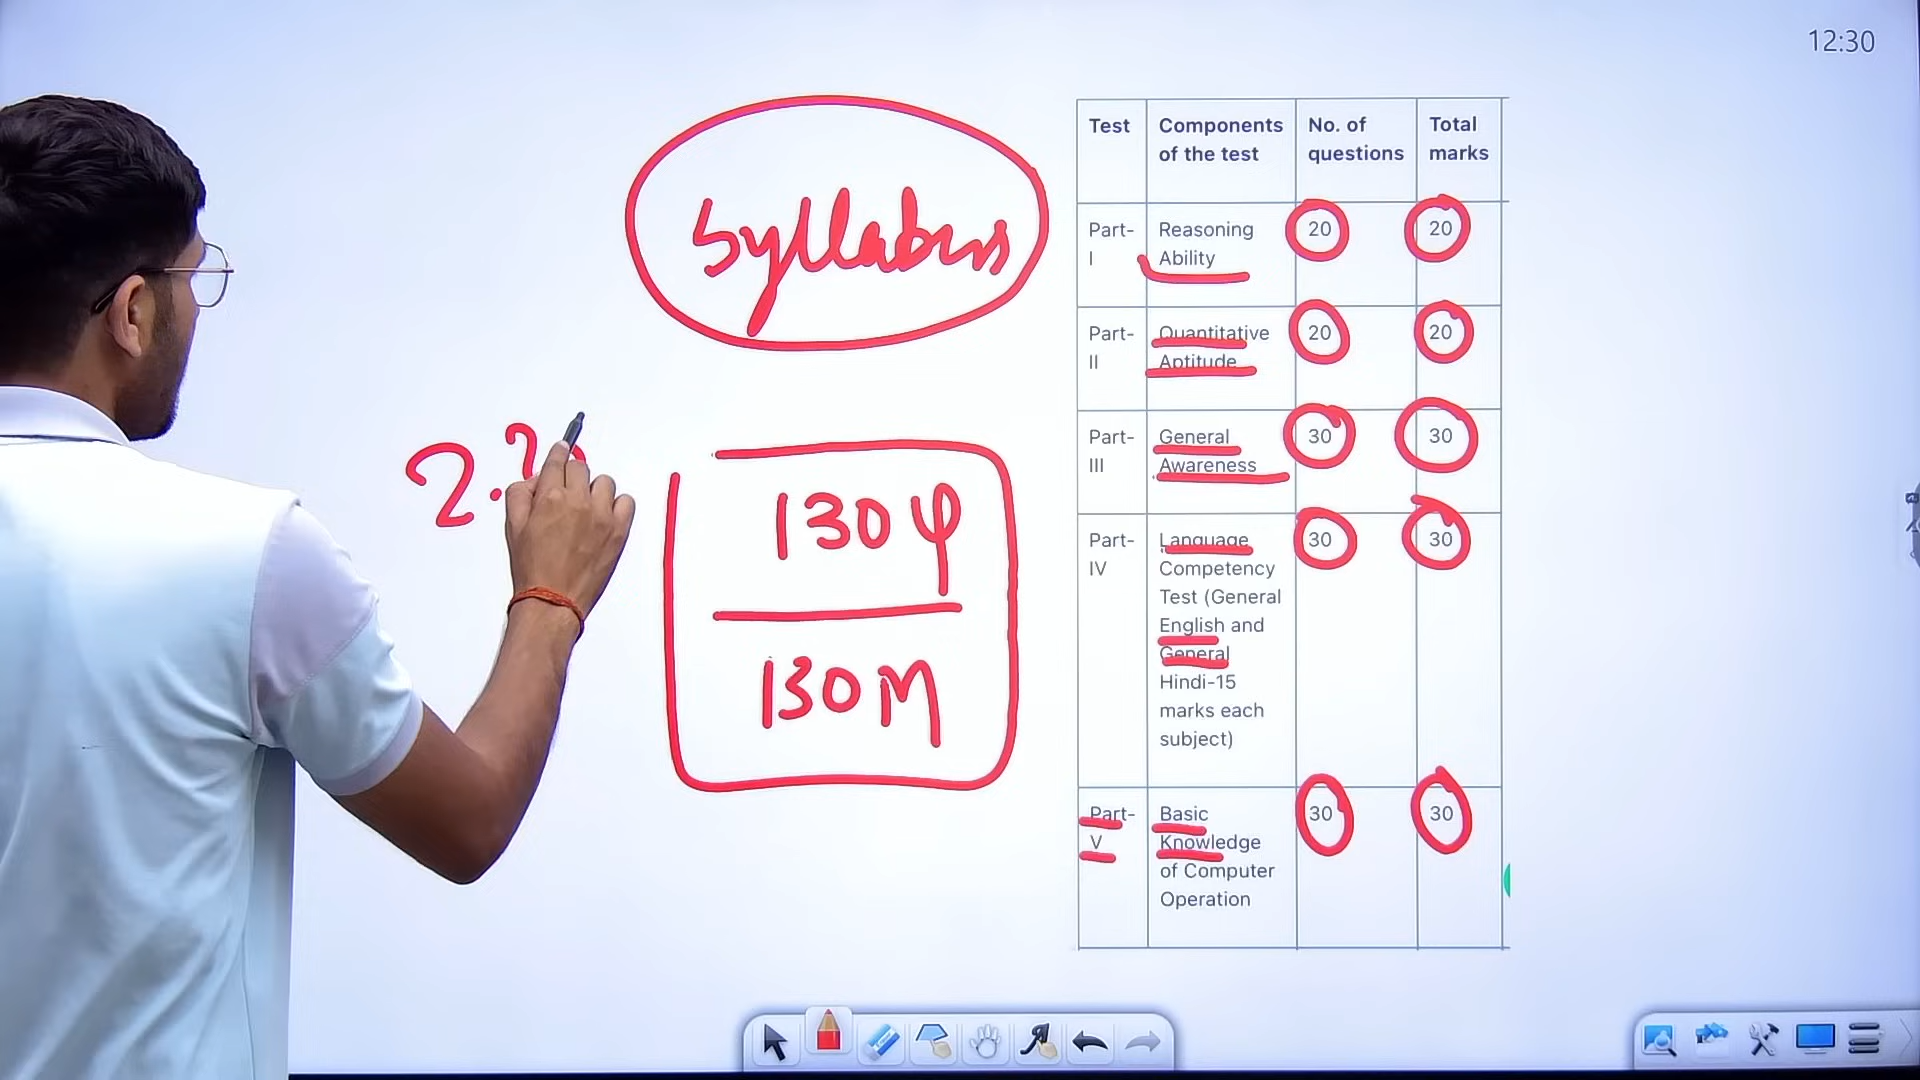 12:30
Syllabus
130 Q
130 M
Test
Components
of the test
No. of
questions
Total
marks
Part-
I
Reasoning
Ability
20
20
Part-
II
Quantitative
Aptitude
20
20
Part-
III
General
Awareness
30
30
Part-
IV
Language
Competency
Test (General
English and
General
Hindi-15
marks each
subject)
30
30
Part-
V
Basic
Knowledge
of Computer
Operation
30
30